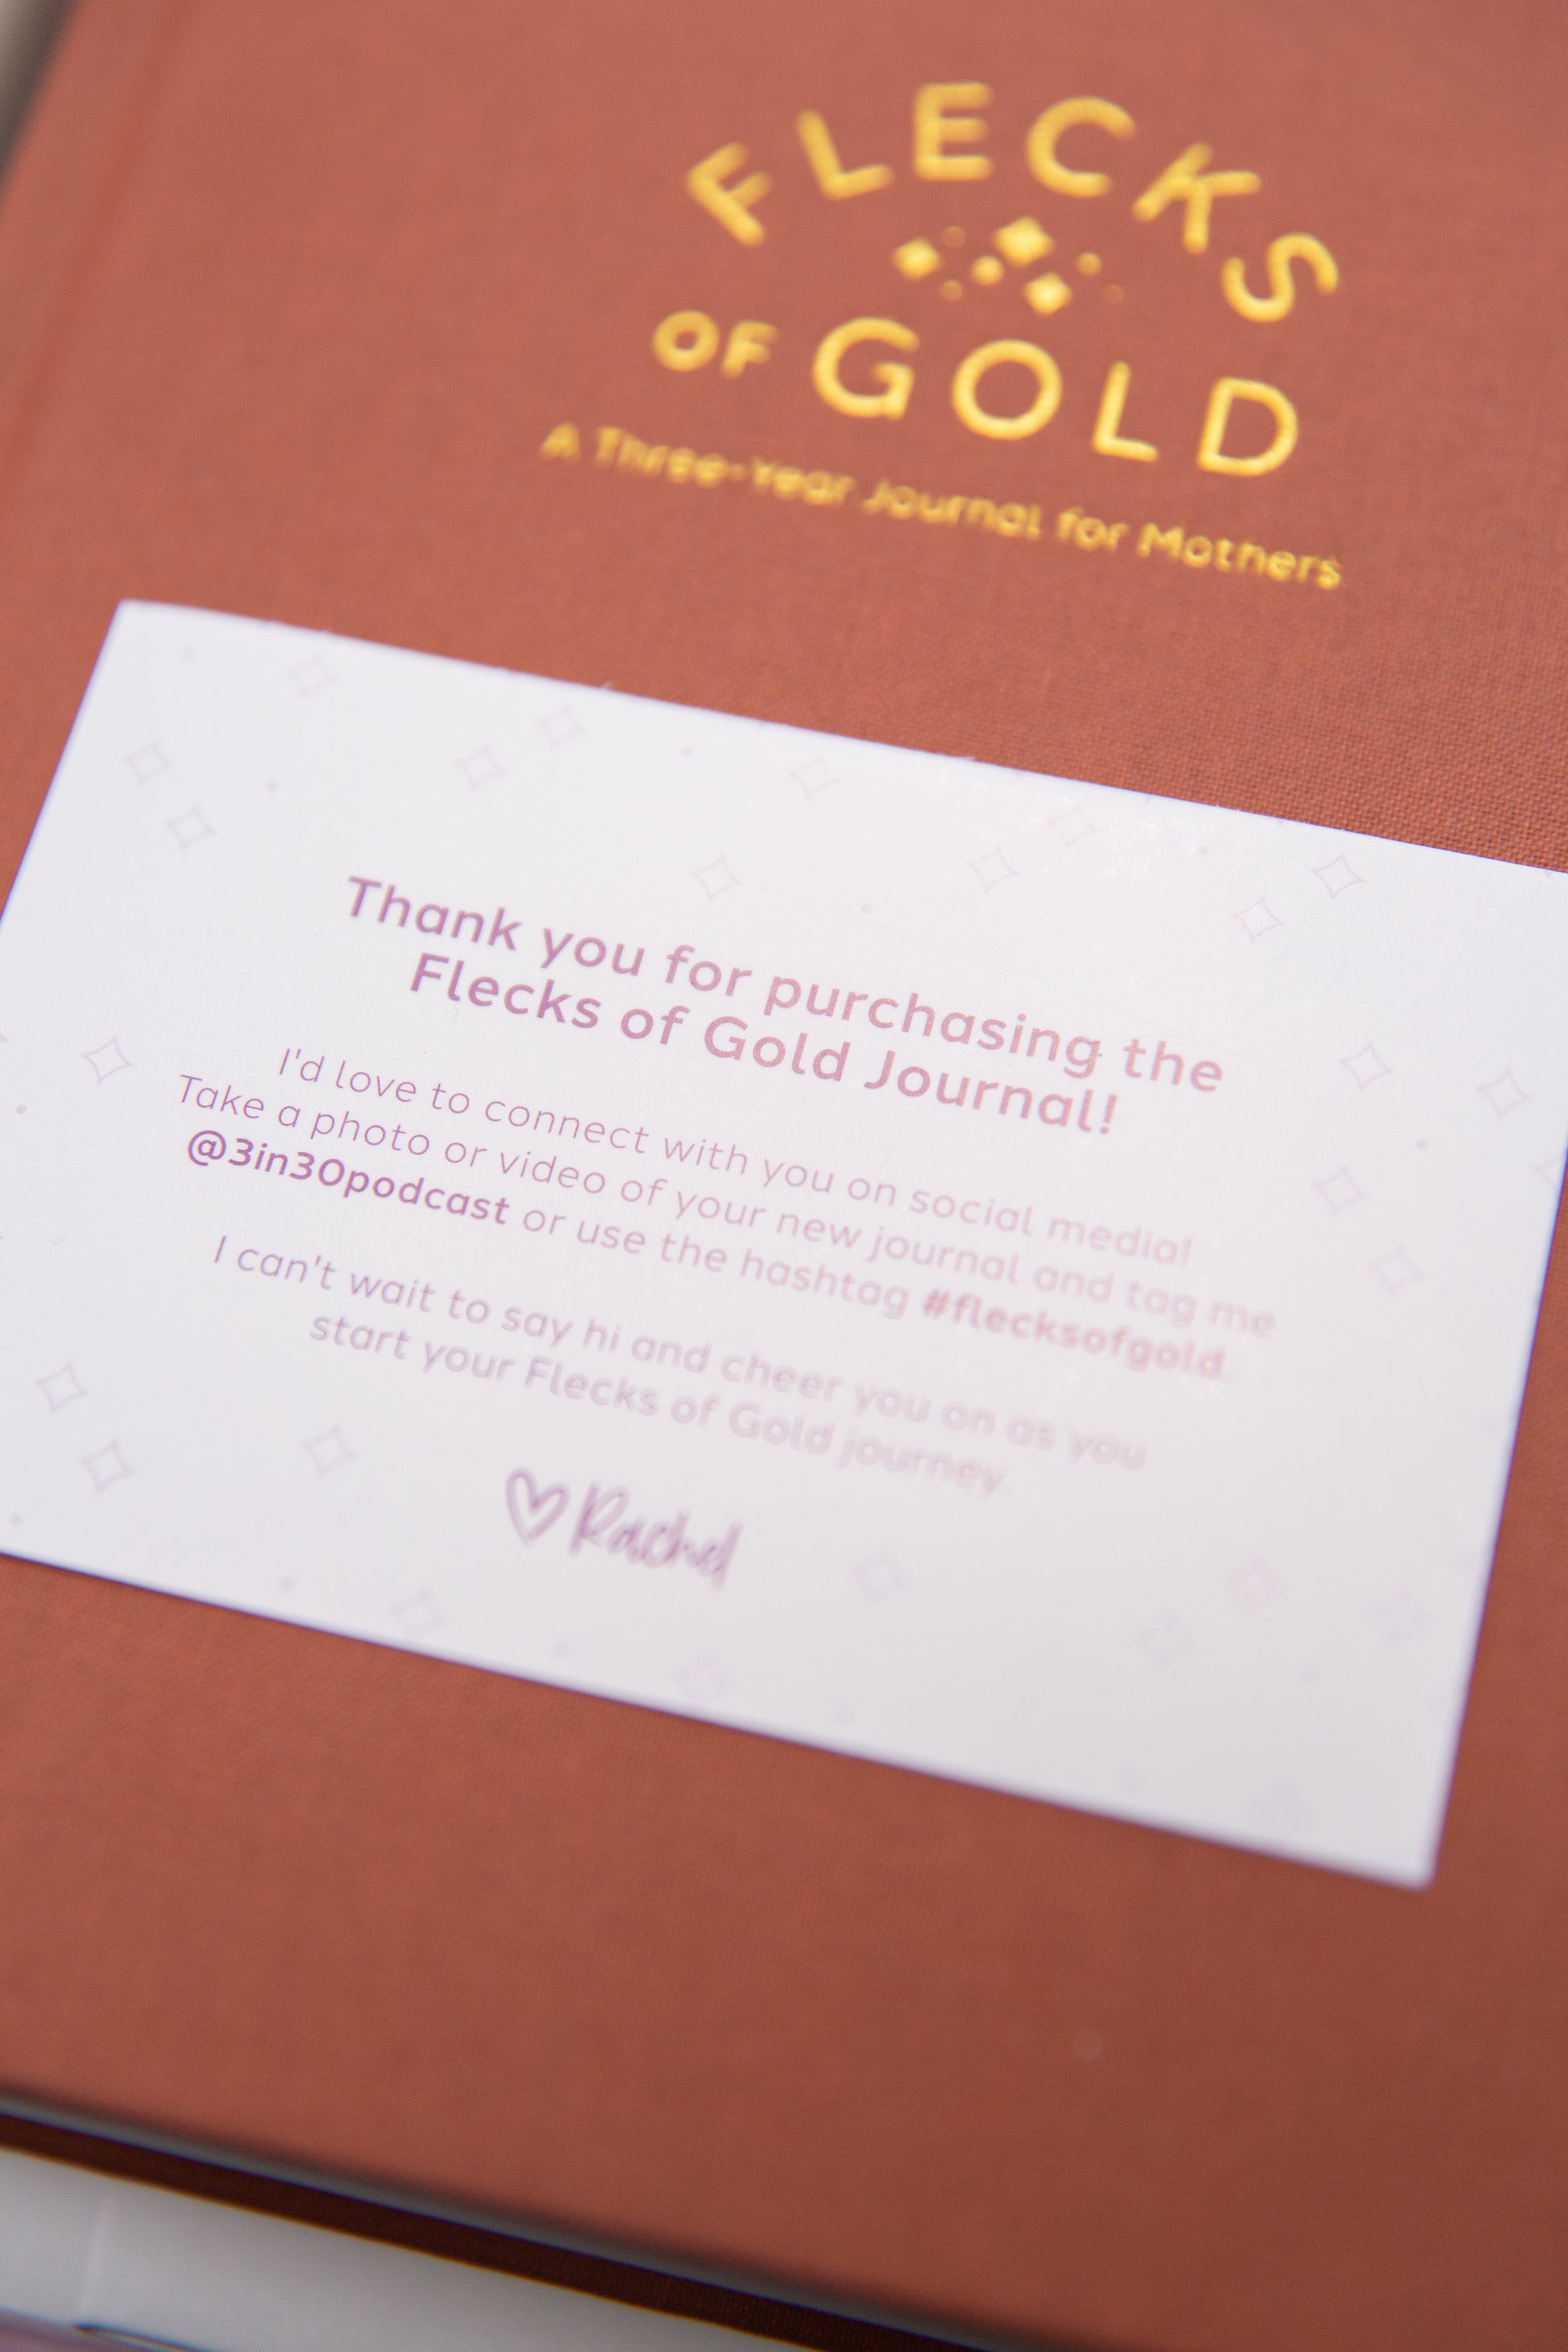 FLECKS
OF GOLD
A Three-Year Journal for Mothers
Thank you for purchasing the
Flecks of Gold Journal!
I'd love to connect with you on social media!
Take a photo or video of your new journal and tag me
@3in30podcast or use the hashtag #flecksofgold.
I can't wait to say hi and cheer you on as you
start your Flecks of Gold journey.
Rachel